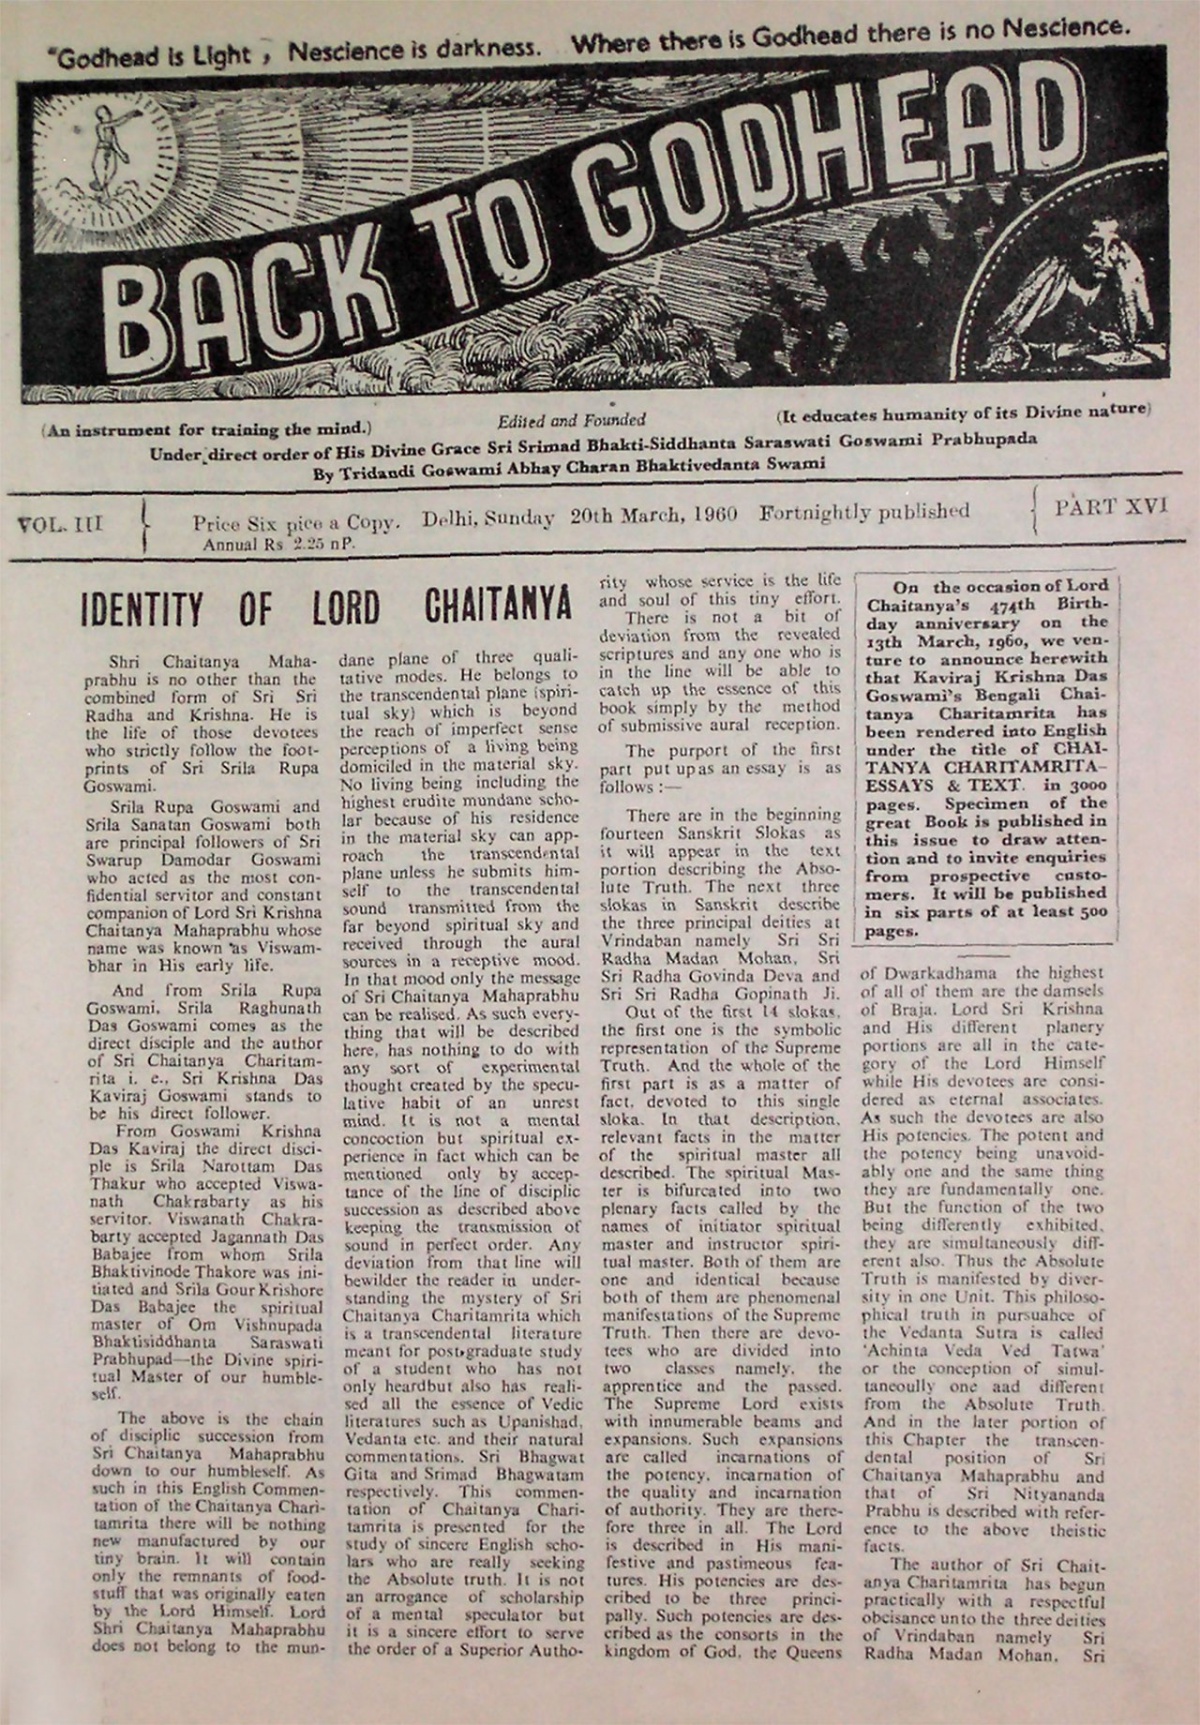 "Godhead is Light , Nescience is darkness. Where there is Godhead there is no Nescience.
BACK TO GODHEAD
(An instrument for training the mind.)
Edited and Founded
(It educates humanity of its Divine nature)
Under direct order of His Divine Grace Sri Srimad Bhakti-Siddhanta Saraswati Goswami Prabhupada
By Tridandi Goswami Abhay Charan Bhaktivedanta Swami
VOL. III
Price Six pice a Copy. Delhi, Sunday 20th March, 1960 Fortnightly published
Annual Rs 2.25 nP.
PART XVI
IDENTITY OF LORD CHAITANYA
Shri Chaitanya Maha-
prabhu is no other than the
combined form of Sri Sri
Radha and Krishna. He is
the life of those devotees
who strictly follow the foot-
prints of Sri Srila Rupa
Goswami.
Srila Rupa Goswami and
Srila Sanatan Goswami both
are principal followers of Sri
Swarup Damodar Goswami
who acted as the most con-
fidential servitor and constant
companion of Lord Sri Krishna
Chaitanya Mahaprabhu whose
name was known as Viswam-
bhar in His early life.
And from Srila Rupa
Goswami, Srila Raghunath
Das Goswami comes as the
direct disciple and the author
of Sri Chaitanya Charitam-
rita i. e., Sri Krishna Das
Kaviraj Goswami stands to
be his direct follower.
From Goswami Krishna
Das Kaviraj the direct disci-
ple is Srila Narottam Das
Thakur who accepted Viswa-
nath Chakrabarty as his
servitor. Viswanath Chakra-
barty accepted Jagannath Das
Babajee from whom Srila
Bhaktivinode Thakore was ini-
tiated and Srila Gour Krishore
Das Babajee the spiritual
master of Om Vishnupada
Bhaktisiddhanta Saraswati
Prabhupad—the Divine spiri-
tual Master of our humble-
self.
The above is the chain
of disciplic succession from
Sri Chaitanya Mahaprabhu
down to our humbleself. As
such in this English Commen-
tation of the Chaitanya Chari-
tamrita there will be nothing
new manufactured by our
tiny brain. It will contain
only the remnants of food-
stuff that was originally eaten
by the Lord Himself. Lord
Shri Chaitanya Mahaprabhu
does not belong to the mun-
dane plane of three quali-
tative modes. He belongs to
the transcendental plane (spiri-
tual sky) which is beyond
the reach of imperfect sense
perceptions of a living being
domiciled in the material sky.
No living being including the
highest erudite mundane scho-
lar because of his residence
in the material sky can app-
roach the transcendental
plane unless he submits him-
self to the transcendental
sound transmitted from the
far beyond spiritual sky and
received through the aural
sources in a receptive mood.
In that mood only the message
of Sri Chaitanya Mahaprabhu
can be realised. As such every-
thing that will be described
here, has nothing to do with
any sort of experimental
thought created by the specu-
lative habit of an unrest
mind. It is not a mental
concoction but spiritual ex-
perience in fact which can be
mentioned only by accep-
tance of the line of disciplic
succession as described above
keeping the transmission of
sound in perfect order. Any
deviation from that line will
bewilder the reader in under-
standing the mystery of Sri
Chaitanya Charitamrita which
is a transcendental literature
meant for post-graduate study
of a student who has not
only heardbut also has reali-
sed all the essence of Vedic
literatures such as Upanishad,
Vedanta etc. and their natural
commentations. Sri Bhagwat
Gita and Srimad Bhagwatam
respectively. This commen-
tation of Chaitanya Chari-
tamrita is presented for the
study of sincere English scho-
lars who are really seeking
the Absolute truth. It is not
an arrogance of scholarship
of a mental speculator but
it is a sincere effort to serve
the order of a Superior Autho-
rity whose service is the life
and soul of this tiny effort.
There is not a bit of
deviation from the revealed
scriptures and any one who is
in the line will be able to
catch up the essence of this
book simply by the method
of submissive aural reception.
The purport of the first
part put up as an essay is as
follows :—
There are in the beginning
fourteen Sanskrit Slokas as
it will appear in the text
portion describing the Abso-
lute Truth. The next three
slokas in Sanskrit describe
the three principal deities at
Vrindaban namely Sri Sri
Radha Madan Mohan, Sri
Sri Radha Govinda Deva and
Sri Sri Radha Gopinath Ji.
Out of the first 14 slokas,
the first one is the symbolic
representation of the Supreme
Truth. And the whole of the
first part is as a matter of
fact, devoted to this single
sloka. In that description,
relevant facts in the matter
of the spiritual master all
described. The spiritual Mas-
ter is bifurcated into two
plenary facts called by the
names of initiator spiritual
master and instructor spiri-
tual master. Both of them are
one and identical because
both of them are phenomenal
manifestations of the Supreme
Truth. Then there are devo-
tees who are divided into
two classes namely, the
apprentice and the passed.
The Supreme Lord exists
with innumerable beams and
expansions. Such expansions
are called incarnations of
the potency, incarnation of
the quality and incarnation
of authority. They are there-
fore three in all. The Lord
is described in His mani-
festive and pastimeous fea-
tures. His potencies are des-
cribed to be three princi-
pally. Such potencies are des-
cribed as the consorts in the
kingdom of God, the Queens
On the occasion of Lord
Chaitanya's 474th Birth-
day anniversary on the
13th March, 1960, we ven-
ture to announce herewith
that Kaviraj Krishna Das
Goswami's Bengali Chai-
tanya Charitamrita has
been rendered into English
under the title of CHAI-
TANYA CHARITAMRITA-
ESSAYS & TEXT. in 3000
pages. Specimen of the
great Book is published in
this issue to draw atten-
tion and to invite enquiries
from prospective custo-
mers. It will be published
in six parts of at least 500
pages.
of Dwarkadhama the highest
of all of them are the damsels
of Braja. Lord Sri Krishna
and His different planery
portions are all in the cate-
gory of the Lord Himself
while His devotees are consi-
dered as eternal associates.
As such the devotees are also
His potencies. The potent and
the potency being unavoid-
ably one and the same thing
they are fundamentally one.
But the function of the two
being differently exhibited,
they are simultaneously diff-
erent also. Thus the Absolute
Truth is manifested by diver-
sity in one Unit. This philoso-
phical truth in pursuahce of
the Vedanta Sutra is called
'Achinta Veda Ved Tatwa'
or the conception of simul-
taneoully one aad different
from the Absolute Truth.
And in the later portion of
this Chapter the transcen-
dental position of Sri
Chaitanya Mahaprabhu and
that of Sri Nityananda
Prabhu is described with refer-
ence to the above theistic
facts.
The author of Sri Chait-
anya Charitamrita has begun
practically with a respectful
obeisance unto the three deities
of Vrindaban namely Sri
Radha Madan Mohan, Sri